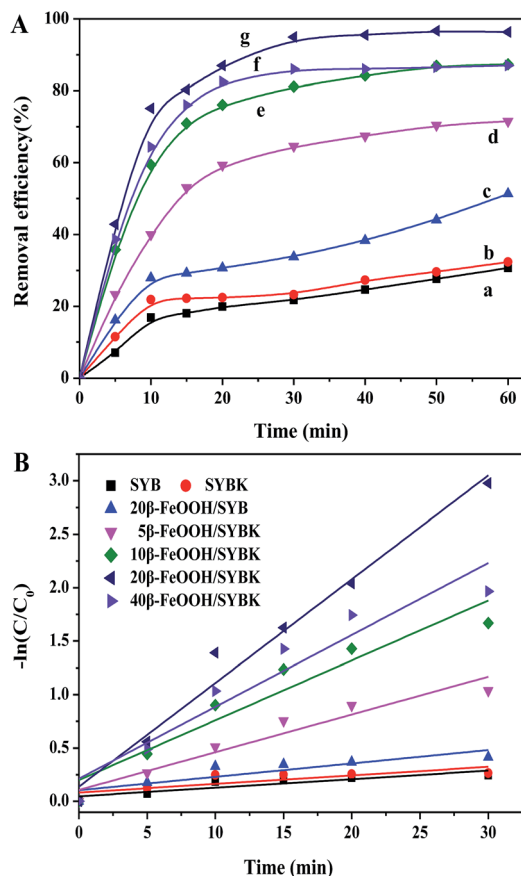 A
Removal efficiency(%)
100
80
60
40
20
0
g
f
e
d
c
b
a
0 10 20 30 40 50 60
Time (min)
B
-ln(C/C0)
3.0
2.5
2.0
1.5
1.0
0.5
0.0
SYB SYBK
20β-FeOOH/SYB
5β-FeOOH/SYBK
10β-FeOOH/SYBK
20β-FeOOH/SYBK
40β-FeOOH/SYBK
0 5 10 15 20 25 30
Time (min)